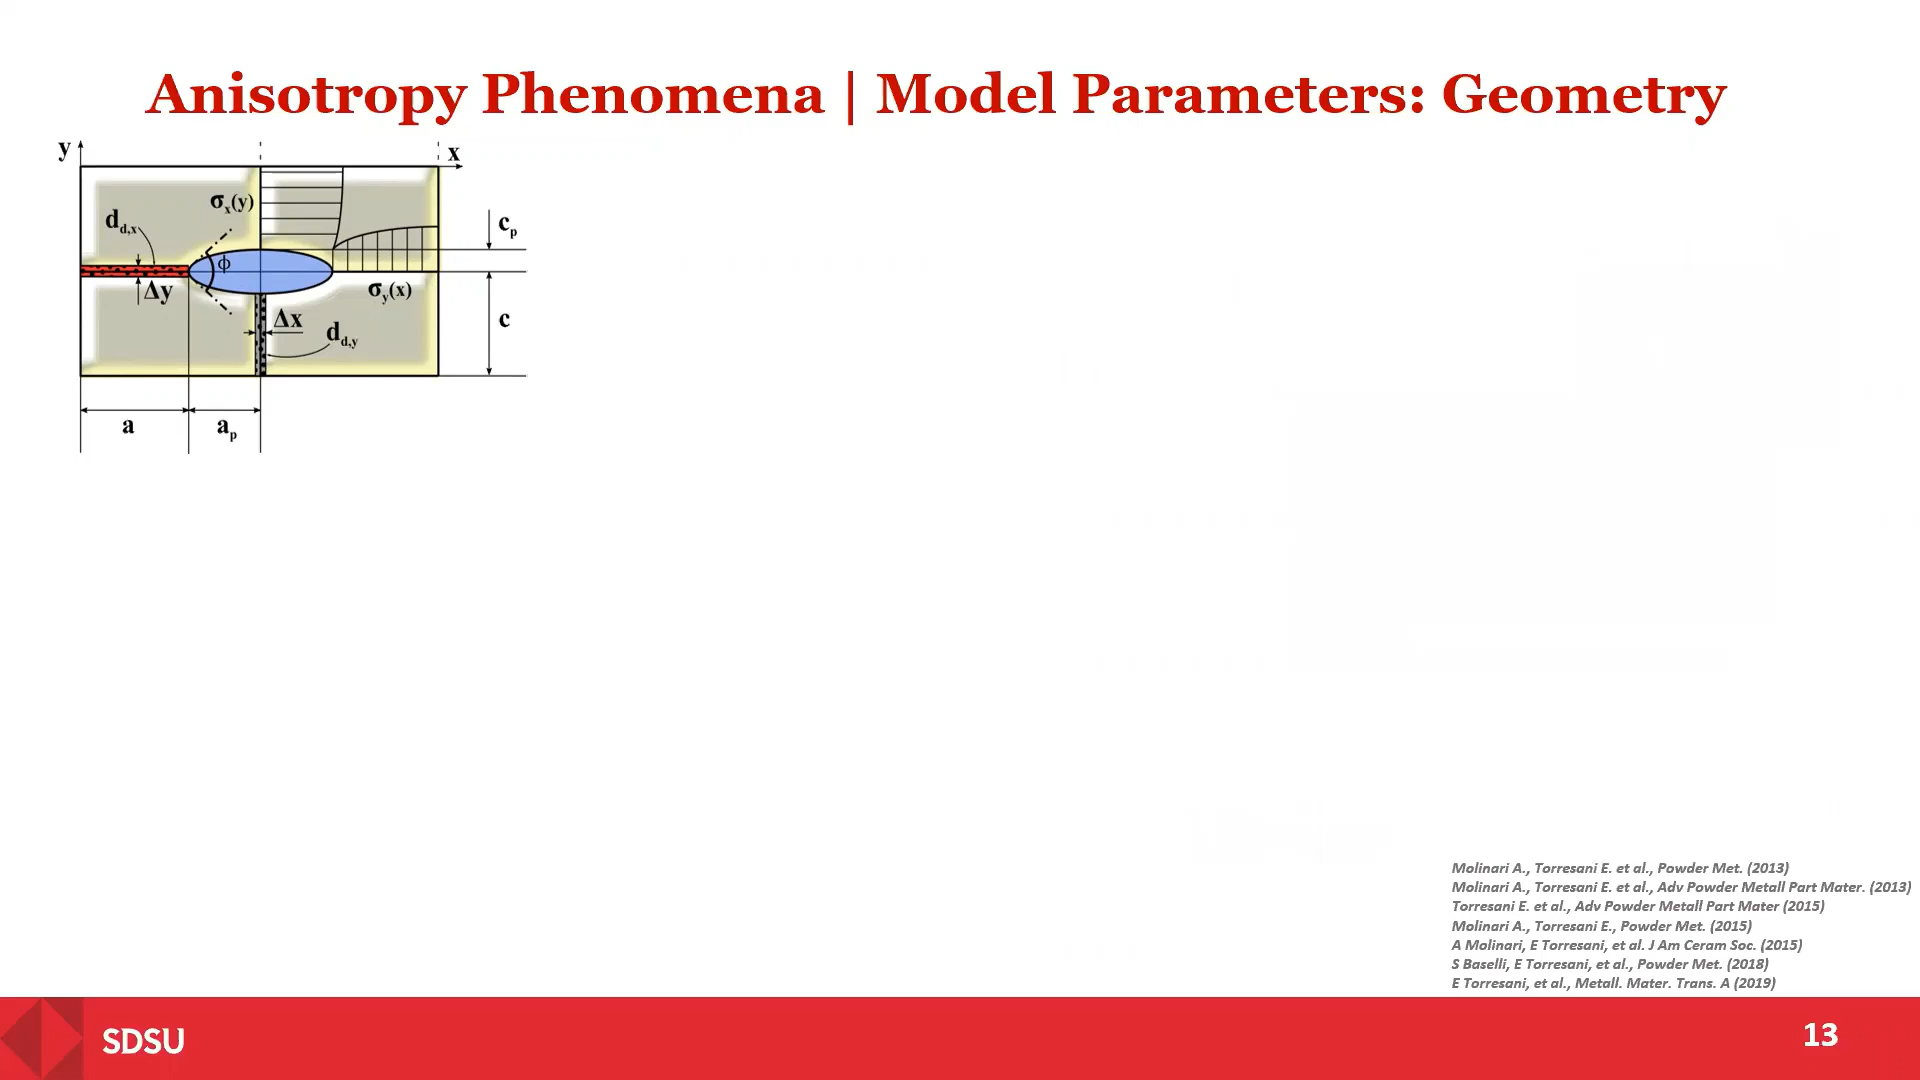 Anisotropy Phenomena | Model Parameters: Geometry
y
x
σx(y)
dd,x
cp
ϕ
Δy
σy(x)
Δx
dd,y
c
a
ap
Molinari A., Torresani E. et al., Powder Met. (2013)
Molinari A., Torresani E. et al., Adv Powder Metall Part Mater. (2013)
Torresani E. et al., Adv Powder Metall Part Mater (2015)
Molinari A., Torresani E., Powder Met. (2015)
A Molinari, E Torresani, et al. J Am Ceram Soc. (2015)
S Baselli, E Torresani, et al., Powder Met. (2018)
E Torresani, et al., Metall. Mater. Trans. A (2019)
SDSU
13